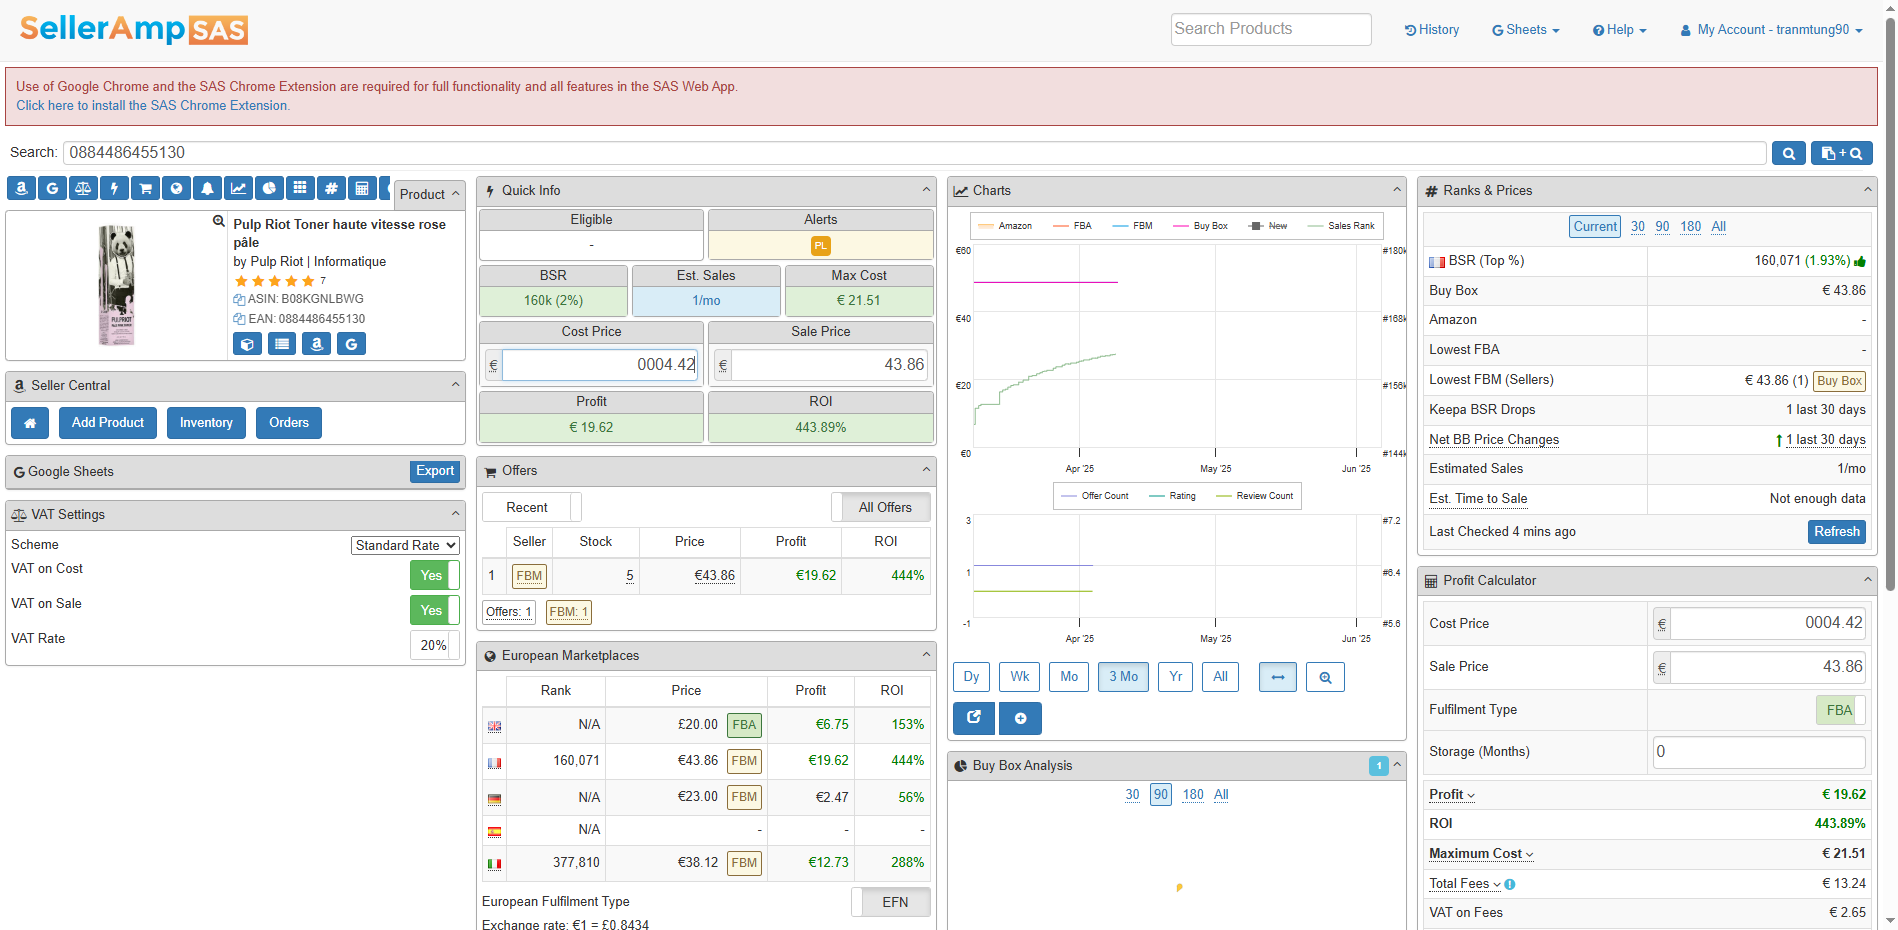 SellerAmp SAS
Search Products
History
Sheets
Help
My Account - tranmtung90
Use of Google Chrome and the SAS Chrome Extension are required for full functionality and all features in the SAS Web App.
Click here to install the SAS Chrome Extension.
Search: 0884486455130
Product
Pulp Riot Toner haute vitesse rose
pâle
by Pulp Riot | Informatique
7
ASIN: B08KGNLBWG
EAN: 0884486455130
Seller Central
Add Product
Inventory
Orders
Google Sheets
Export
VAT Settings
Scheme Standard Rate
VAT on Cost Yes
VAT on Sale Yes
VAT Rate 20%
Quick Info
Eligible Alerts
- PL
BSR Est. Sales Max Cost
160k (2%) 1/mo € 21.51
Cost Price Sale Price
€ 0004.42 € 43.86
Profit ROI
€ 19.62 443.89%
Offers
Recent All Offers
Seller Stock Price Profit ROI
1 FBM 5 €43.86 €19.62 444%
Offers: 1 FBM: 1
European Marketplaces
Rank Price Profit ROI
N/A £20.00 FBA €6.75 153%
160,071 €43.86 FBM €19.62 444%
N/A €23.00 FBM €2.47 56%
N/A - - -
377,810 €38.12 FBM €12.73 288%
European Fulfilment Type EFN
Exchange rate: €1 = £0.8434
Charts
Amazon FBA FBM Buy Box New Sales Rank
€60 #180k
€40 #168k
€20 #156k
€0 #144k
Apr '25 May '25 Jun '25
Offer Count Rating Review Count
3 #7.2
1 #6.4
-1 #5.6
Apr '25 May '25 Jun '25
Dy Wk Mo 3 Mo Yr All
Buy Box Analysis 1
30 90 180 All
Ranks & Prices
Current 30 90 180 All
BSR (Top %) 160,071 (1.93%)
Buy Box € 43.86
Amazon -
Lowest FBA -
Lowest FBM (Sellers) € 43.86 (1) Buy Box
Keepa BSR Drops 1 last 30 days
Net BB Price Changes 1 last 30 days
Estimated Sales 1/mo
Est. Time to Sale Not enough data
Last Checked 4 mins ago Refresh
Profit Calculator
Cost Price € 0004.42
Sale Price € 43.86
Fulfilment Type FBA
Storage (Months) 0
Profit € 19.62
ROI 443.89%
Maximum Cost € 21.51
Total Fees € 13.24
VAT on Fees € 2.65